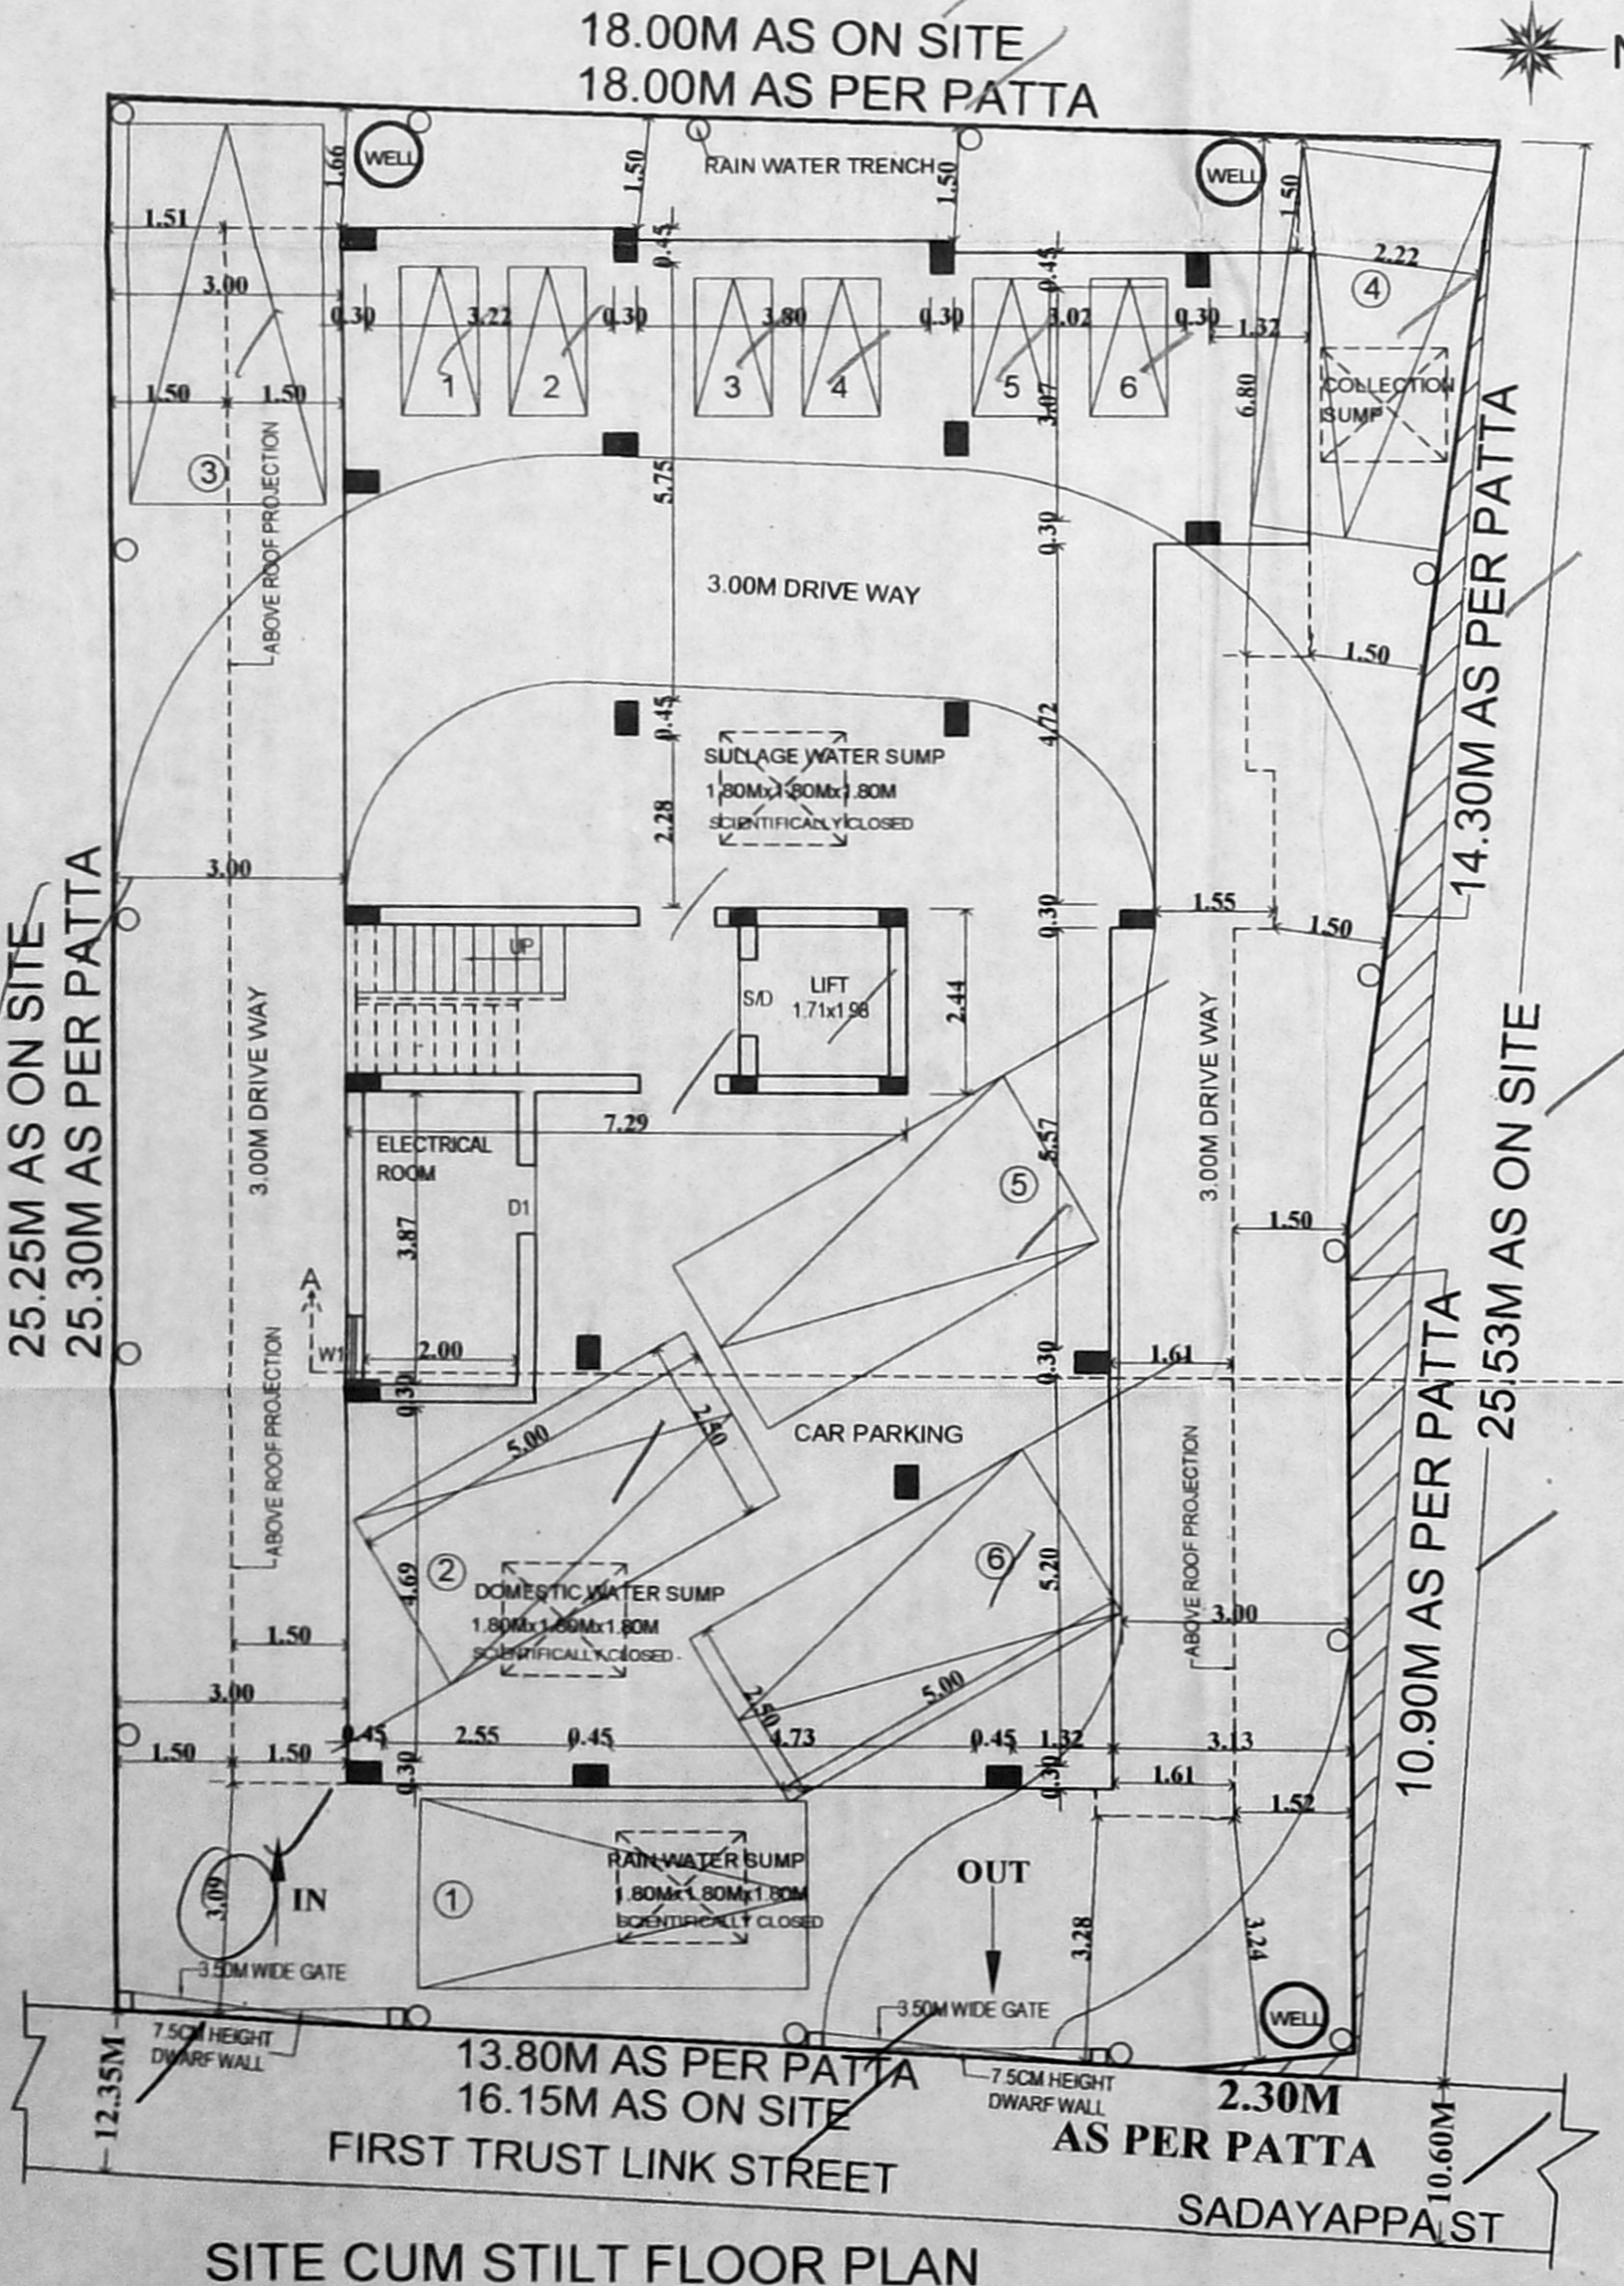 18.00M AS ON SITE
18.00M AS PER PATTA
N
WELL
RAIN WATER TRENCH
WELL
1.66
1.50
1.50
1.50
1.51
0.45
0.45
2.22
4
3.00
0.30
3.22
0.30
3.80
0.30
3.02
0.30
1.32
1
2
3
4
5
6
3.07
6.80
COLLECTION
SUMP
1.50
1.50
3
ABOVE ROOF PROJECTION
5.75
0.30
3.00M DRIVE WAY
1.50
14.30M AS PER PATTA
0.45
4.72
SULLAGE WATER SUMP
1.80Mx1.80Mx1.80M
SCIENTIFICALLY CLOSED
2.28
3.00
0.30
1.55
1.50
25.25M AS ON SITE
25.30M AS PER PATTA
UP
S/D
LIFT
1.71x1.98
2.44
3.00M DRIVE WAY
3.00M DRIVE WAY
25.53M AS ON SITE
7.29
ELECTRICAL
ROOM
5.57
5
D1
3.87
1.50
A
W1
2.00
0.30
0.30
1.61
ABOVE ROOF PROJECTION
5.00
2.50
CAR PARKING
ABOVE ROOF PROJECTION
10.90M AS PER PATTA
2
4.69
DOMESTIC WATER SUMP
1.80Mx1.80Mx1.80M
SCIENTIFICALLY CLOSED
6
5.20
3.00
1.50
3.00
2.50
5.00
1.50
1.50
0.45
2.55
0.45
4.73
0.45
1.32
3.13
0.30
0.30
1.61
1.52
3.09
IN
1
RAIN WATER SUMP
1.80Mx1.80Mx1.80M
SCIENTIFICALLY CLOSED
OUT
3.28
3.24
3.50M WIDE GATE
3.50M WIDE GATE
WELL
7.5CM HEIGHT
DWARF WALL
12.35M
13.80M AS PER PATTA
16.15M AS ON SITE
7.5CM HEIGHT
DWARF WALL
2.30M
AS PER PATTA
10.60M
FIRST TRUST LINK STREET
SADAYAPPA ST
SITE CUM STILT FLOOR PLAN